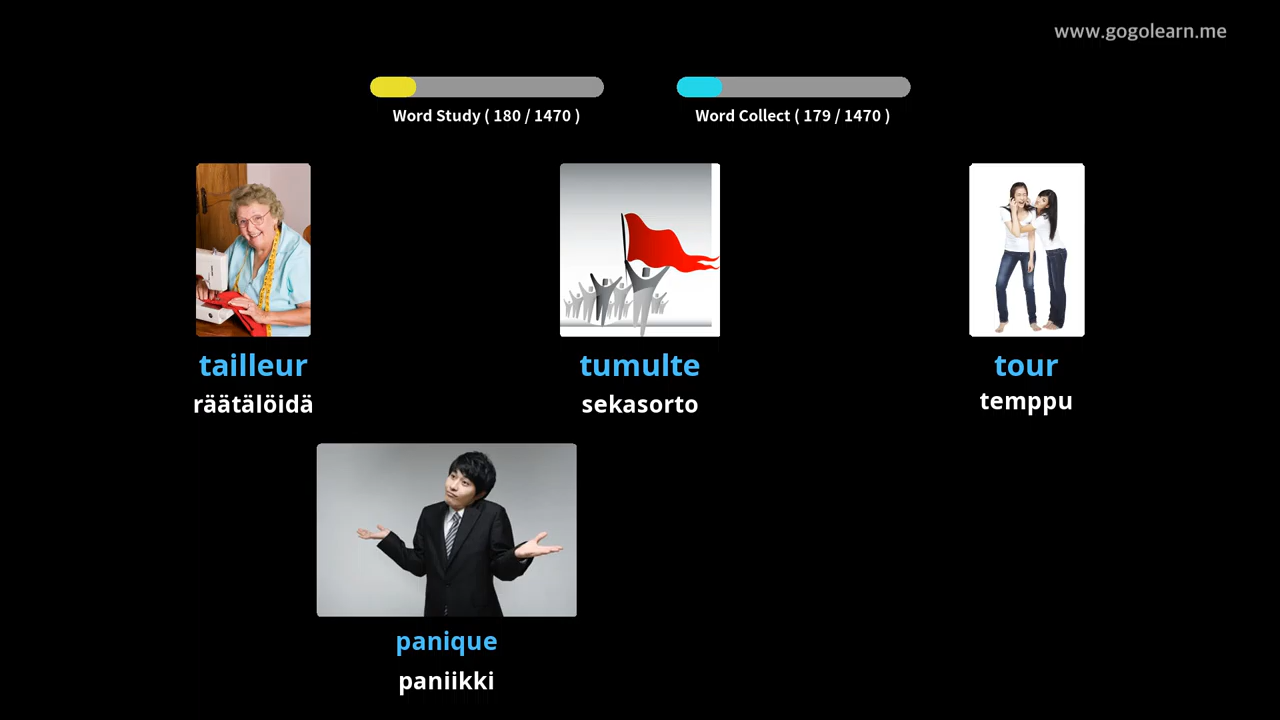 www.gogolearn.me
Word Study ( 180 / 1470 )
Word Collect ( 179 / 1470 )
tailleur
räätälöidä
tumulte
sekasorto
tour
temppu
panique
paniikki